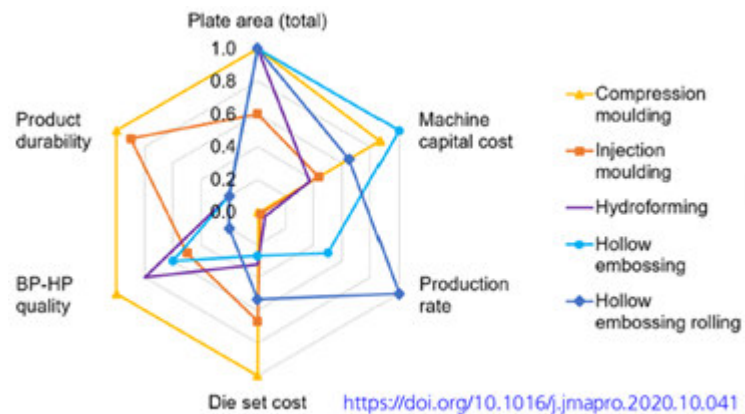 Plate area (total)
1.0
0.8
0.6
0.4
0.2
0.0
Product
durability
Machine
capital cost
BP-HP
quality
Production
rate
Die set cost
Compression
moulding
Injection
moulding
Hydroforming
Hollow
embossing
Hollow
embossing rolling
https://doi.org/10.1016/j.jmapro.2020.10.041